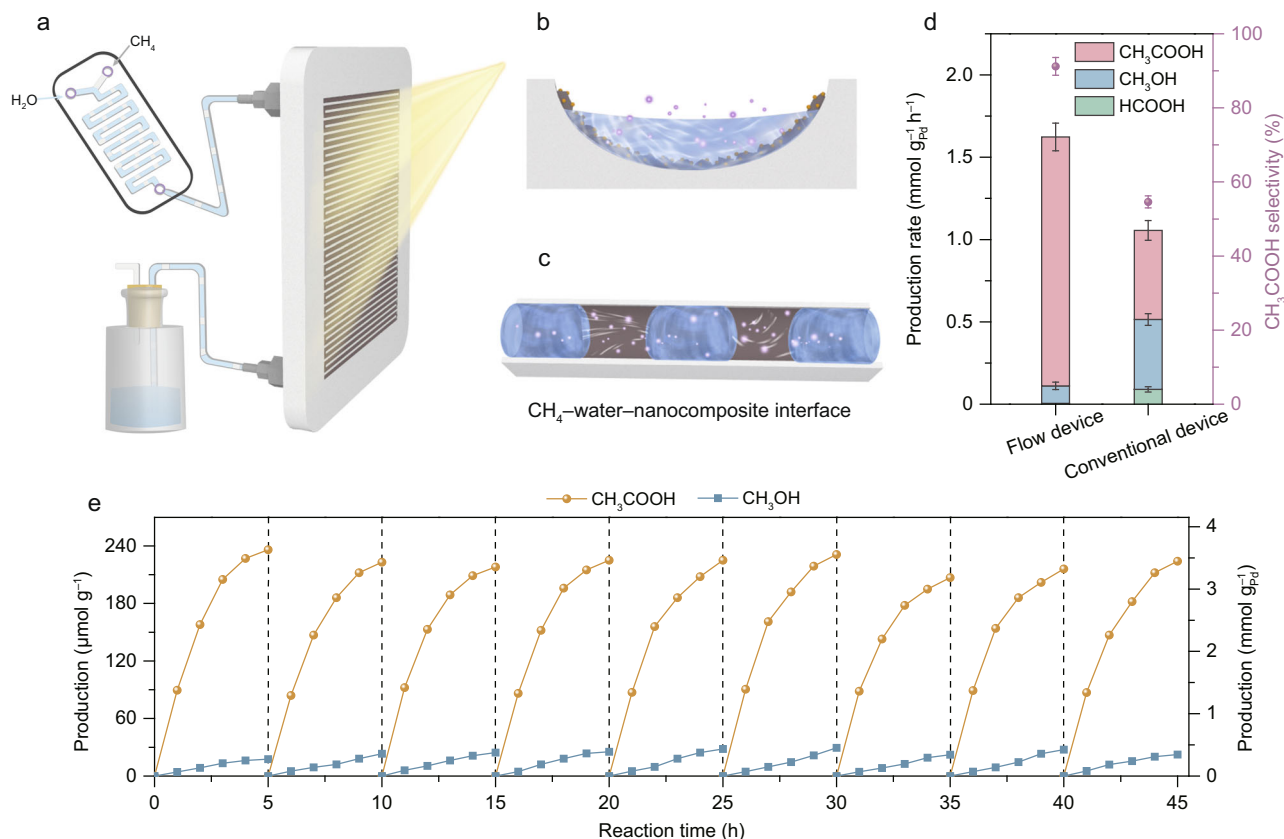 a
CH₄
H₂O
b
c
CH₄–water–nanocomposite interface
d
CH₃COOH
CH₃OH
HCOOH
Production rate (mmol g_Pd⁻¹ h⁻¹)
2.0
1.5
1.0
0.5
0
CH₃COOH selectivity (%)
100
80
60
40
20
0
Flow device
Conventional device
e
CH₃COOH
CH₃OH
Production (μmol g⁻¹)
240
180
120
60
0
Production (mmol g_Pd⁻¹)
4
3
2
1
0
0 5 10 15 20 25 30 35 40 45
Reaction time (h)